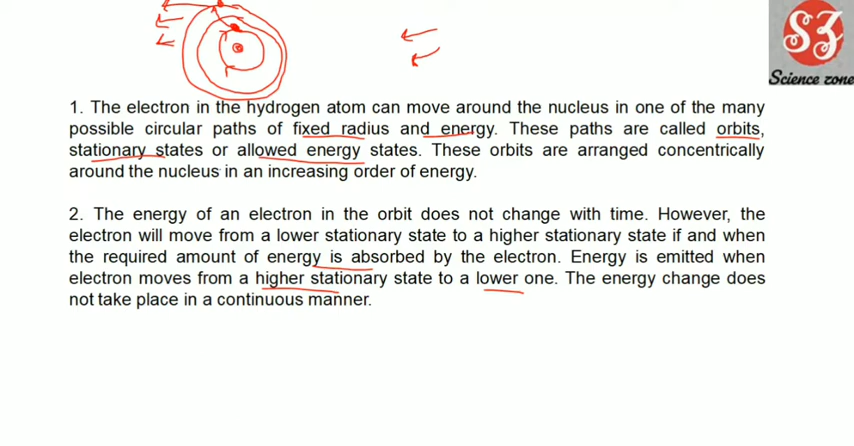 SZ
Science zone
1. The electron in the hydrogen atom can move around the nucleus in one of the many
possible circular paths of fixed radius and energy. These paths are called orbits,
stationary states or allowed energy states. These orbits are arranged concentrically
around the nucleus in an increasing order of energy.
2. The energy of an electron in the orbit does not change with time. However, the
electron will move from a lower stationary state to a higher stationary state if and when
the required amount of energy is absorbed by the electron. Energy is emitted when
electron moves from a higher stationary state to a lower one. The energy change does
not take place in a continuous manner.